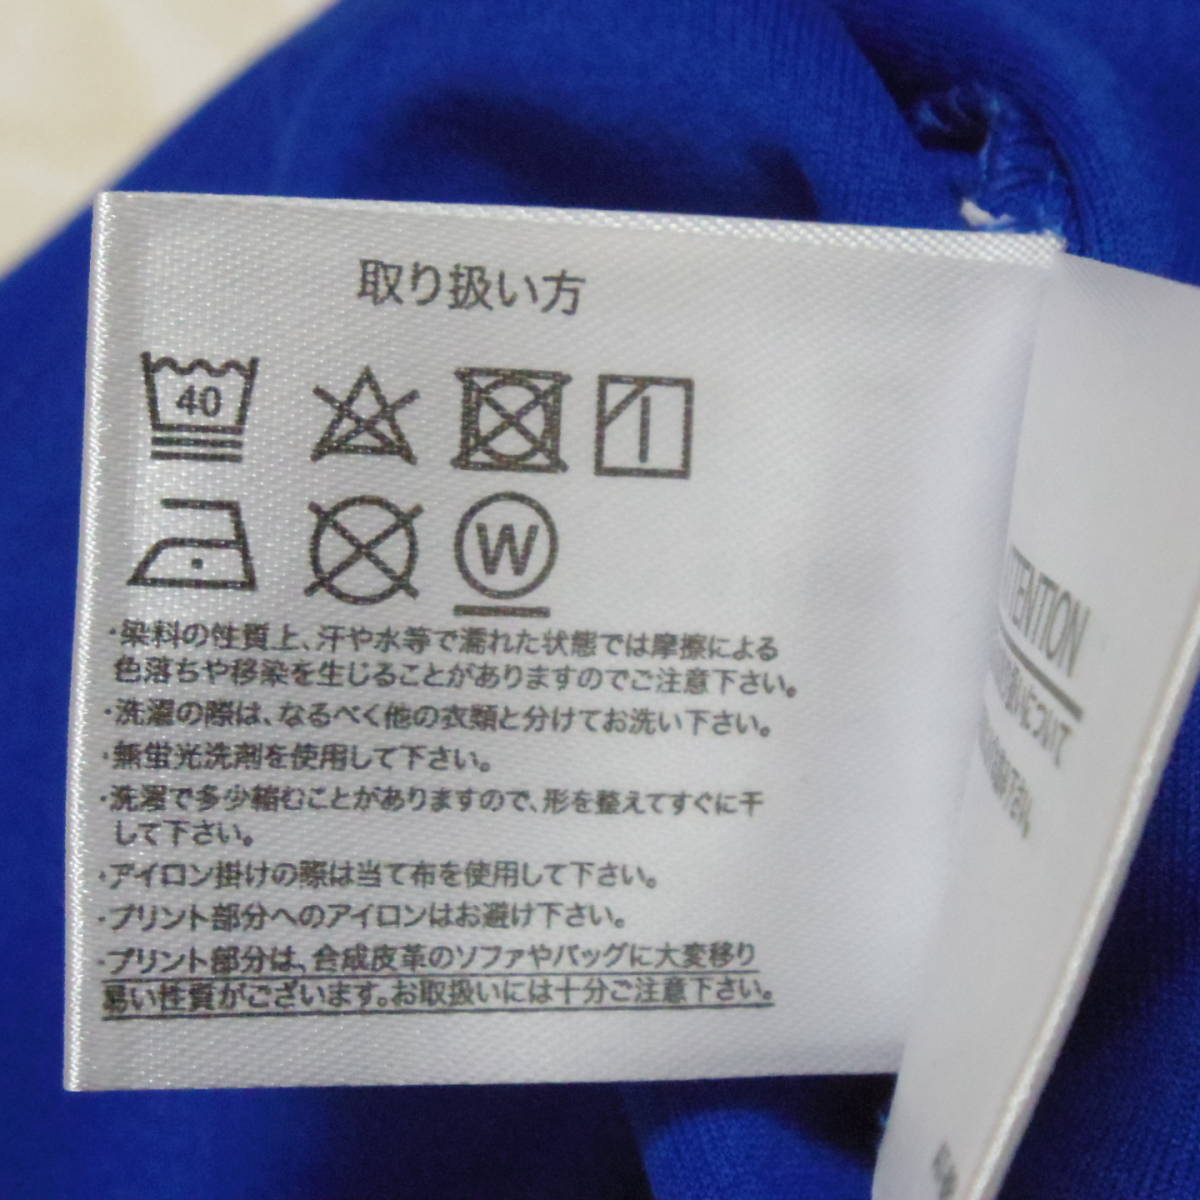 取り扱い方
40
W
・染料の性質上、汗や水等で濡れた状態では摩擦による
色落ちや移染を生じることがありますのでご注意下さい。
・洗濯の際は、なるべく他の衣類と分けてお洗い下さい。
・無蛍光洗剤を使用して下さい。
・洗濯で多少縮むことがありますので、形を整えてすぐに干
して下さい。
・アイロン掛けの際は当て布を使用して下さい。
・プリント部分へのアイロンはお避け下さい。
・プリント部分は、合成皮革のソファやバッグに大変移り
易い性質がございます。お取扱いには十分ご注意下さい。
TTENTION
について